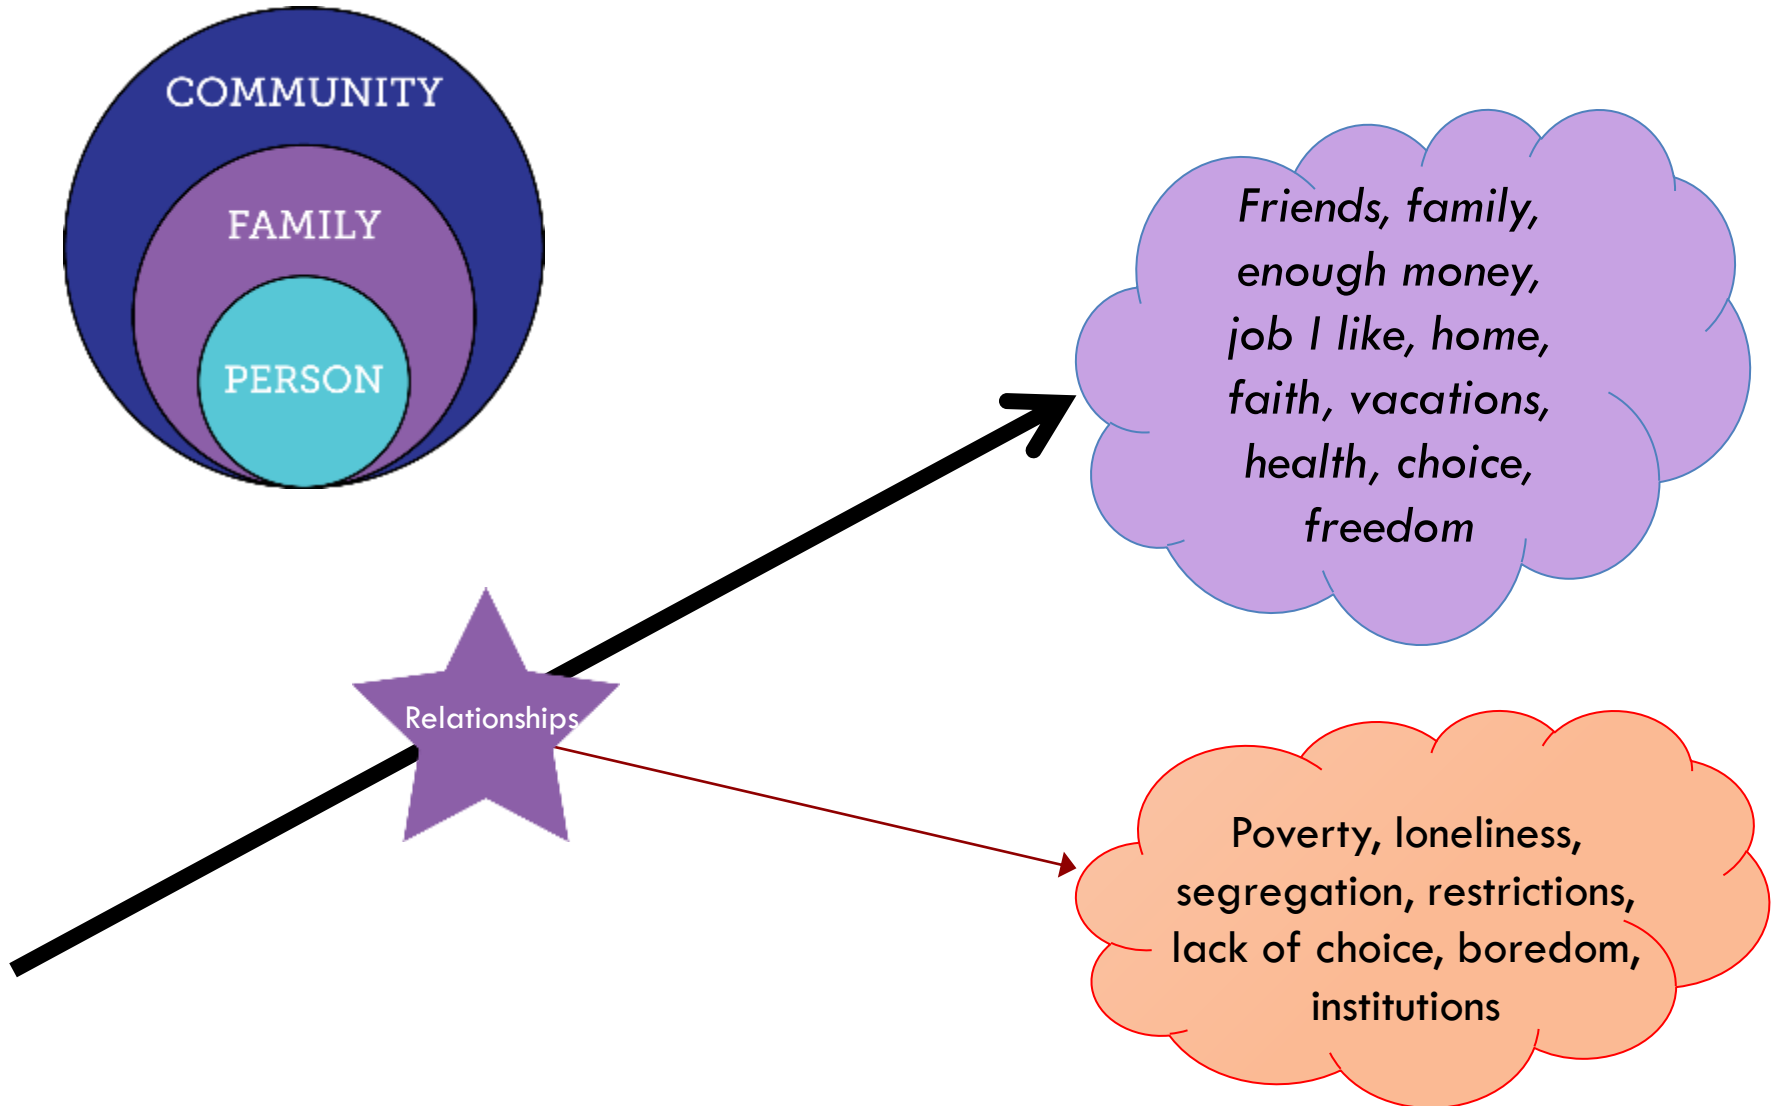 COMMUNITY
FAMILY
PERSON
Friends, family,
enough money,
job I like, home,
faith, vacations,
health, choice,
freedom
Relationships
Poverty, loneliness,
segregation, restrictions,
lack of choice, boredom,
institutions